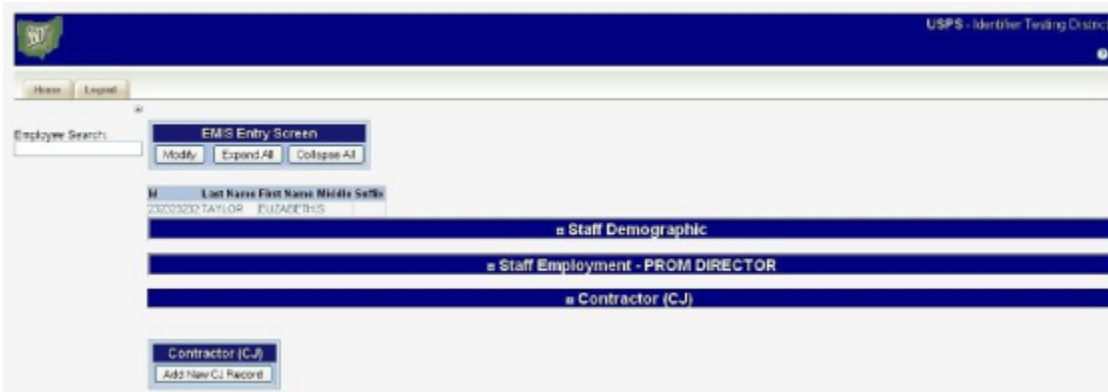 USPS - Identifier Testing District
Home Logout
Employee Search:
EMIS Entry Screen
Modify Expand All Collapse All
Id Last Name First Name Middle Suffix
232323232 TAYLOR ELIZABETH S
Staff Demographic
Staff Employment - PROM DIRECTOR
Contractor (CJ)
Contractor (CJ)
Add New CJ Record